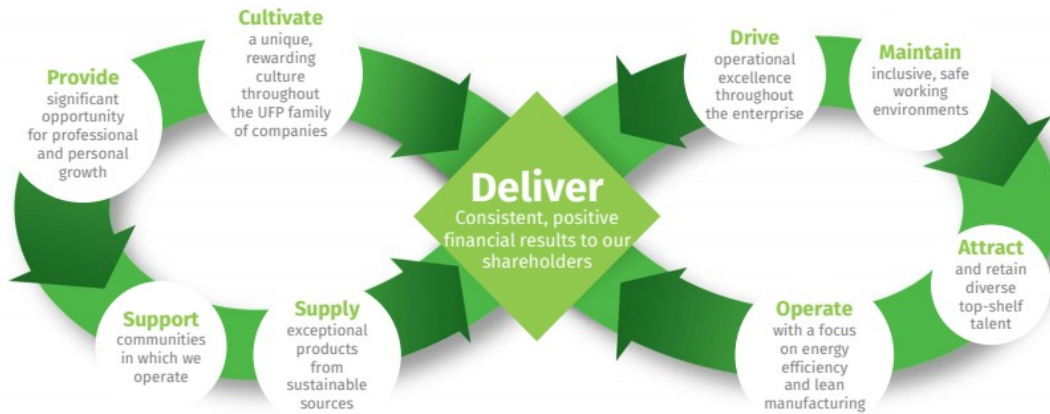 Cultivate
a unique,
rewarding
culture
throughout
the UFP family
of companies
Provide
significant
opportunity
for professional
and personal
growth
Support
communities
in which we
operate
Supply
exceptional
products
from
sustainable
sources
Deliver
Consistent, positive
financial results to our
shareholders
Drive
operational
excellence
throughout
the enterprise
Maintain
inclusive, safe
working
environments
Attract
and retain
diverse
top-shelf
talent
Operate
with a focus
on energy
efficiency
and lean
manufacturing